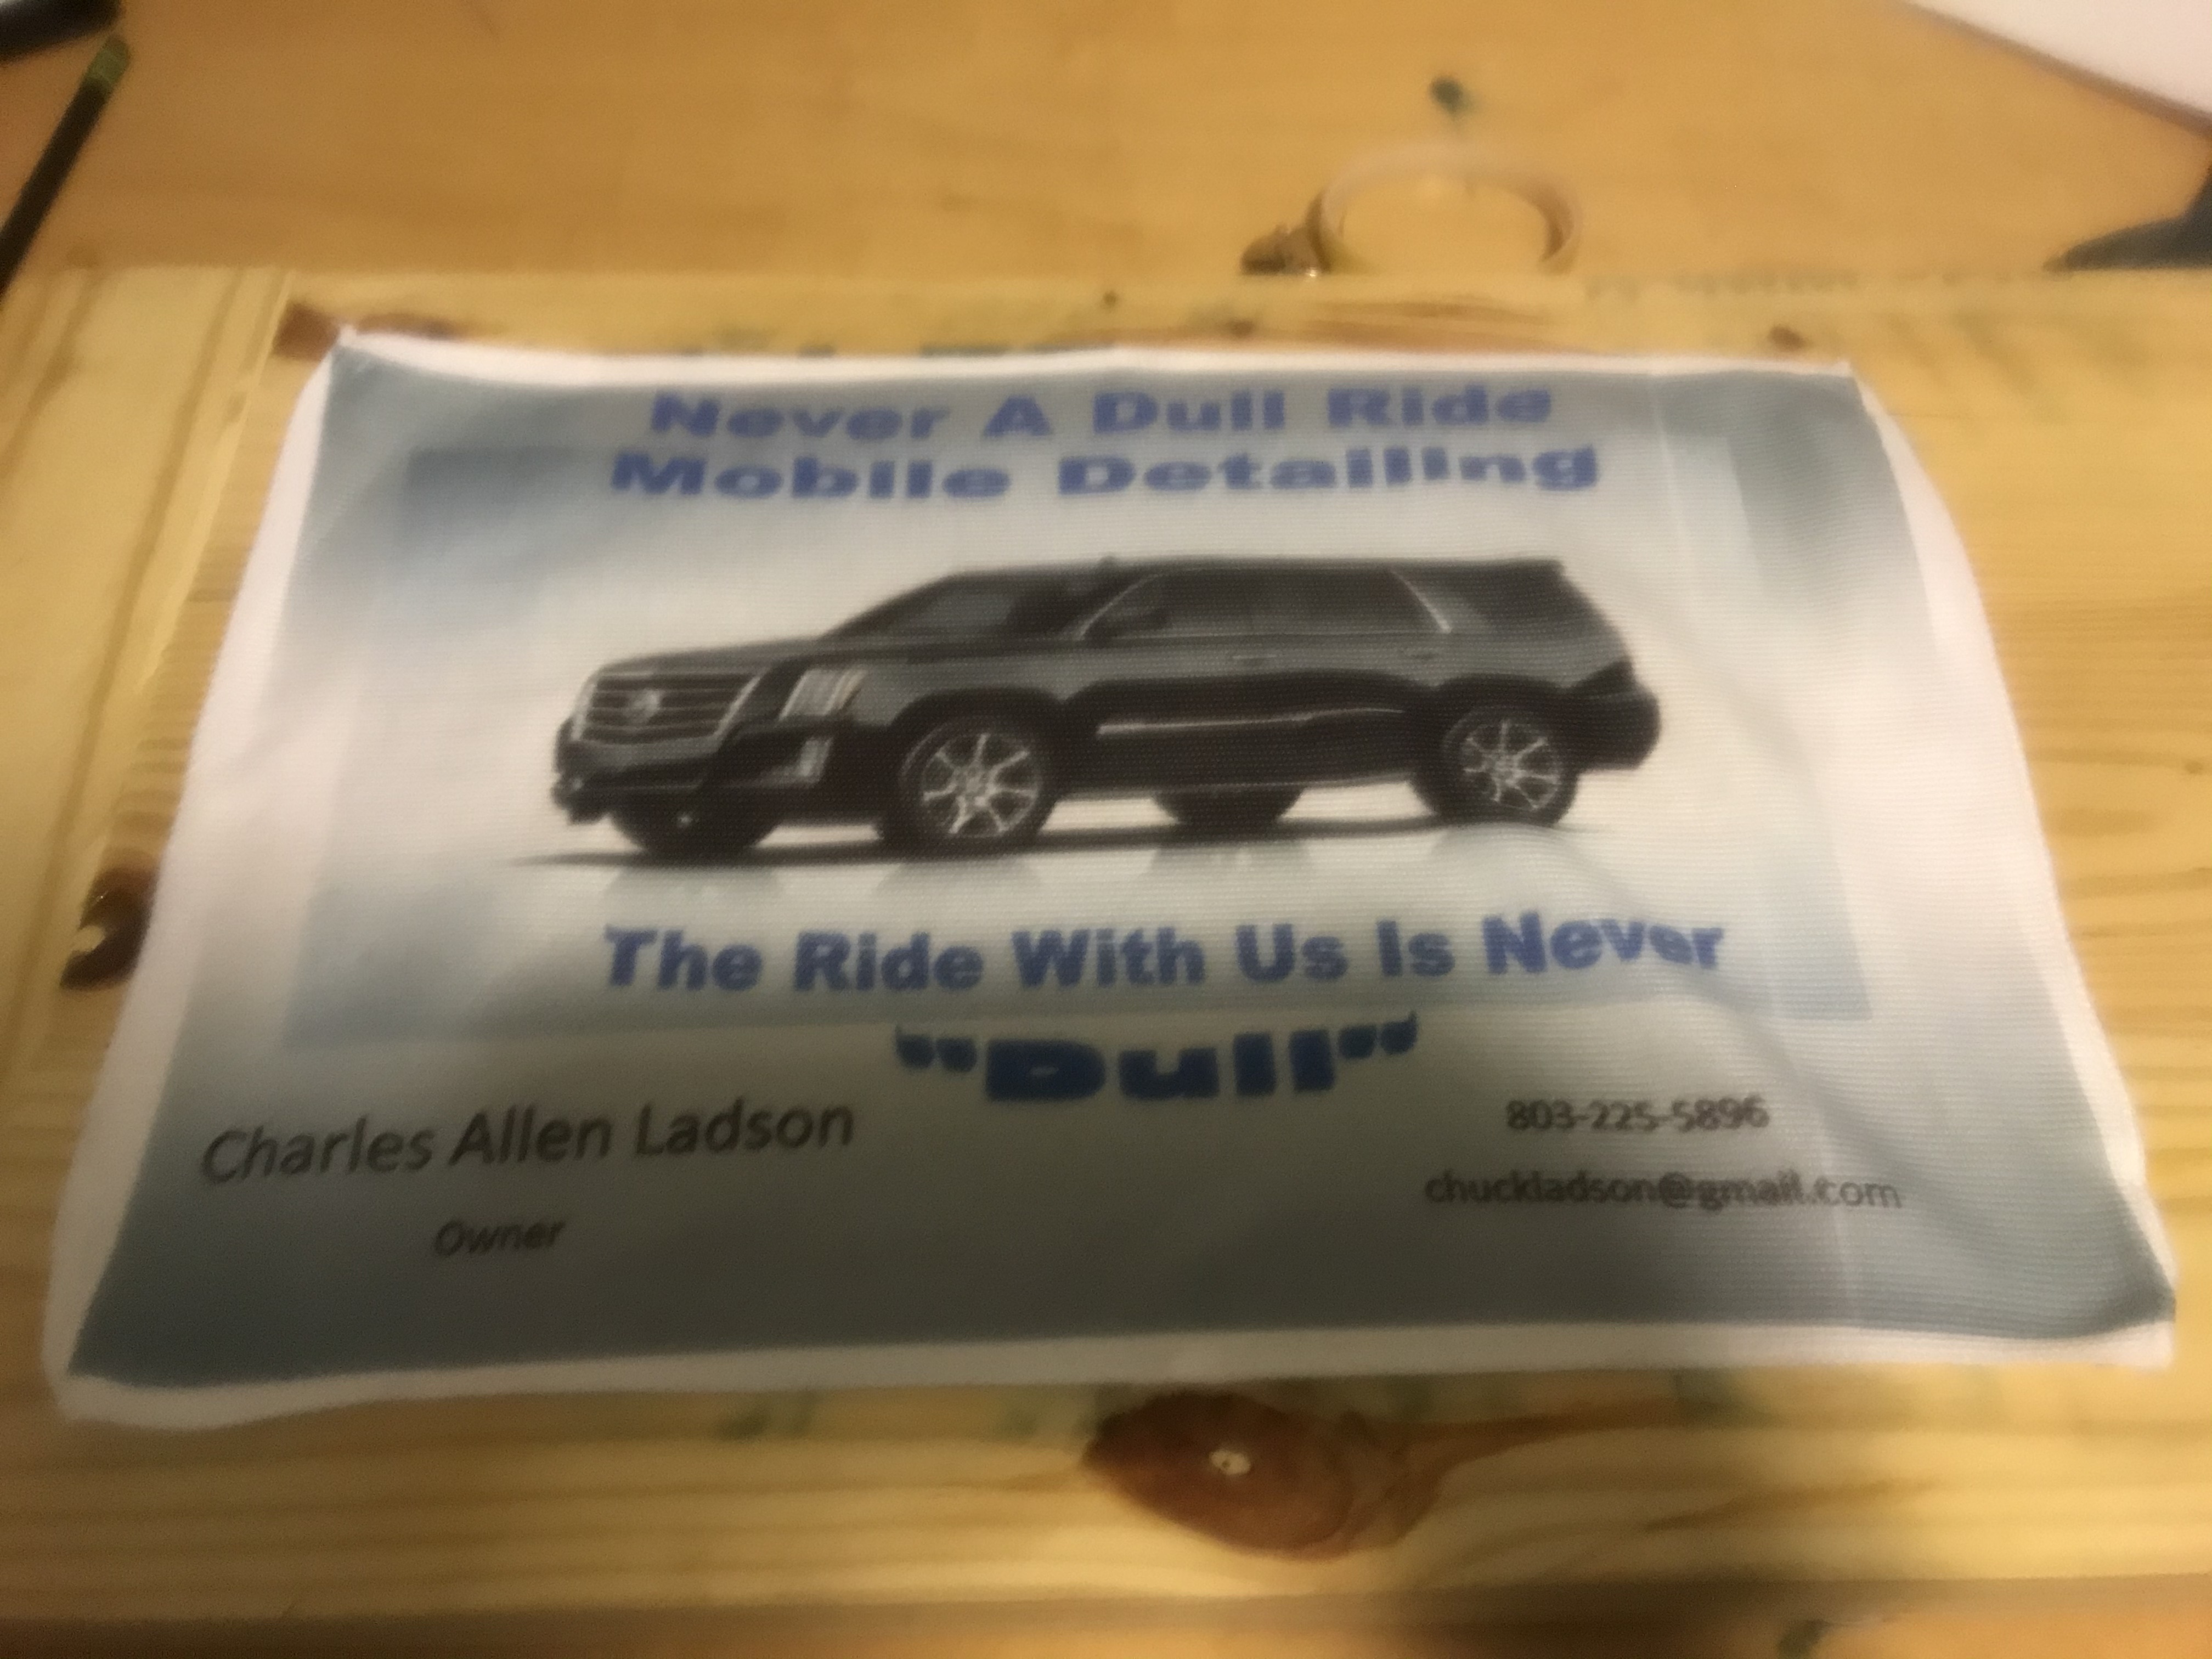 Never A Dull Ride
Mobile Detailing
The Ride With Us Is Never
"Dull"
Charles Allen Ladson
Owner
803-225-5896
chuckladson@gmail.com